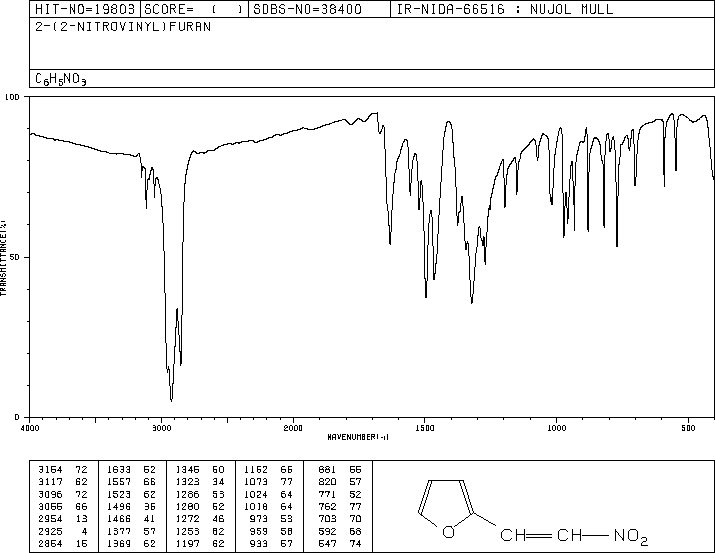 HIT-NO=19803 SCORE= ( ) SDBS-NO=38400 IR-NIDA-66516 : NUJOL MULL
2-(2-NITROVINYL)FURAN
C6H5NO3
100
50
0
TRANSMITTANCE(%)
4000 3000 2000 1500 1000 500
WAVENUMBER(-1)
3154 72 1633 52 1346 50 1152 66 881 55
3117 62 1557 66 1323 34 1073 77 820 57
3096 72 1523 62 1286 53 1024 64 771 52
3055 66 1496 36 1280 52 1018 64 762 77
2954 13 1466 41 1272 46 973 53 703 70
2925 4 1377 57 1253 62 959 58 592 68
2854 15 1369 62 1197 62 933 57 547 74
O CH CH NO2